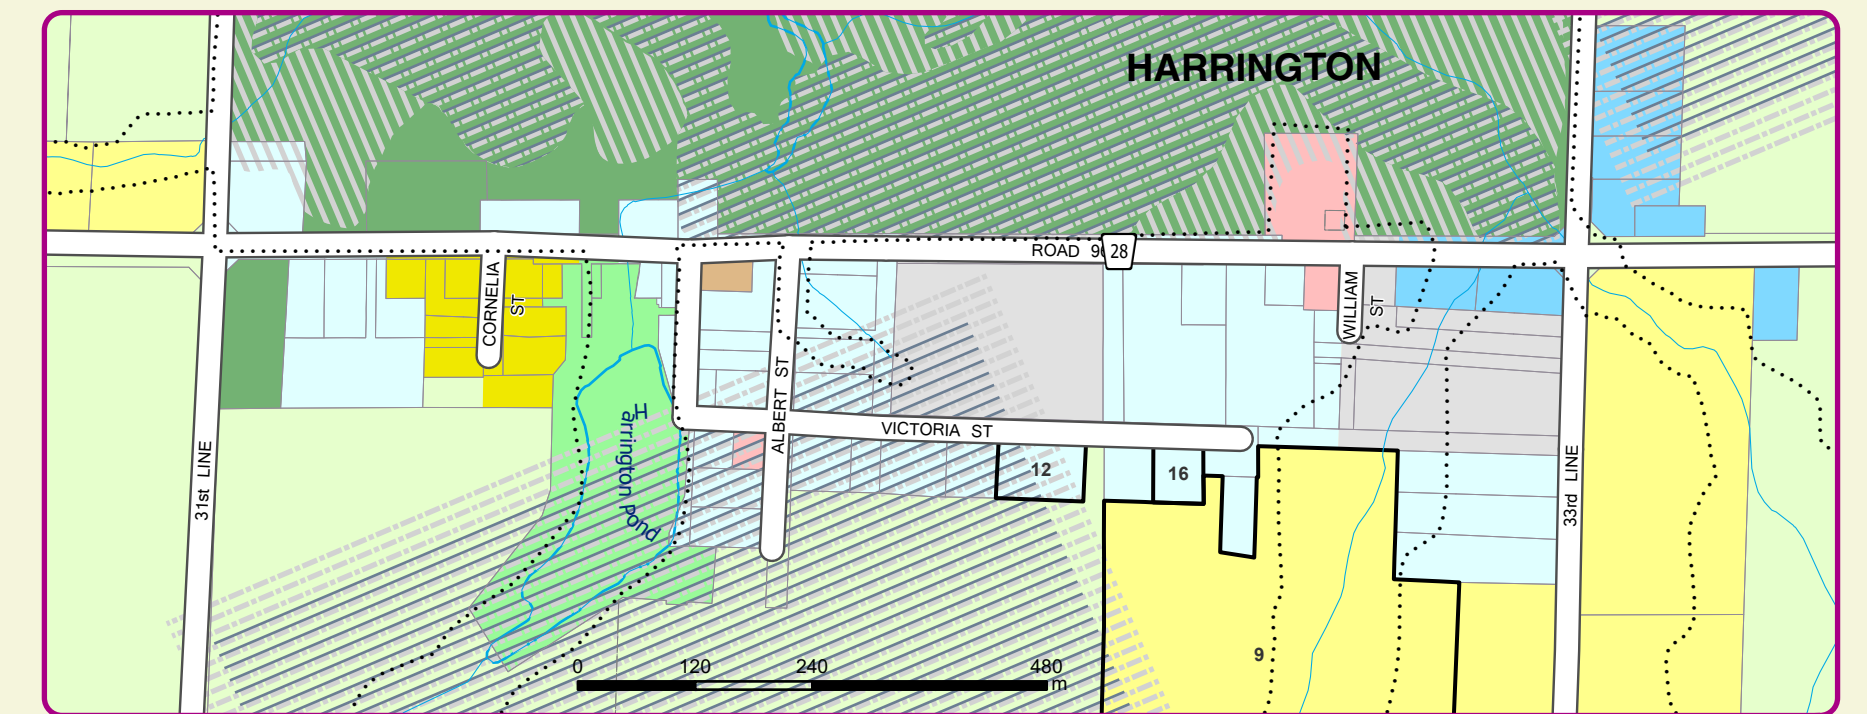 HARRINGTON
ROAD 96
28
CORNELIA
ST
WILLIAM
ST
ALBERT ST
VICTORIA ST
Harrington Pond
12
16
9
31st LINE
33rd LINE
0 120 240 480
m